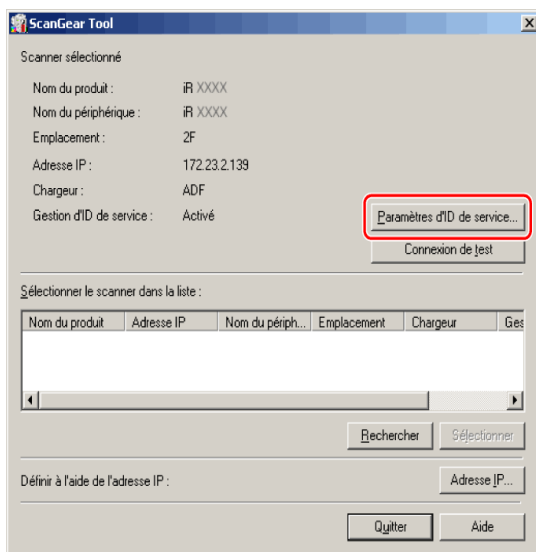 ScanGear Tool
Scanner sélectionné
Nom du produit : iR XXXX
Nom du périphérique : iR XXXX
Emplacement : 2F
Adresse IP : 172.23.2.139
Chargeur : ADF
Gestion d'ID de service : Activé
Paramètres d'ID de service...
Connexion de test
Sélectionner le scanner dans la liste :
Nom du produit Adresse IP Nom du périph... Emplacement Chargeur Ges
Rechercher Sélectionner
Définir à l'aide de l'adresse IP : Adresse IP...
Quitter Aide